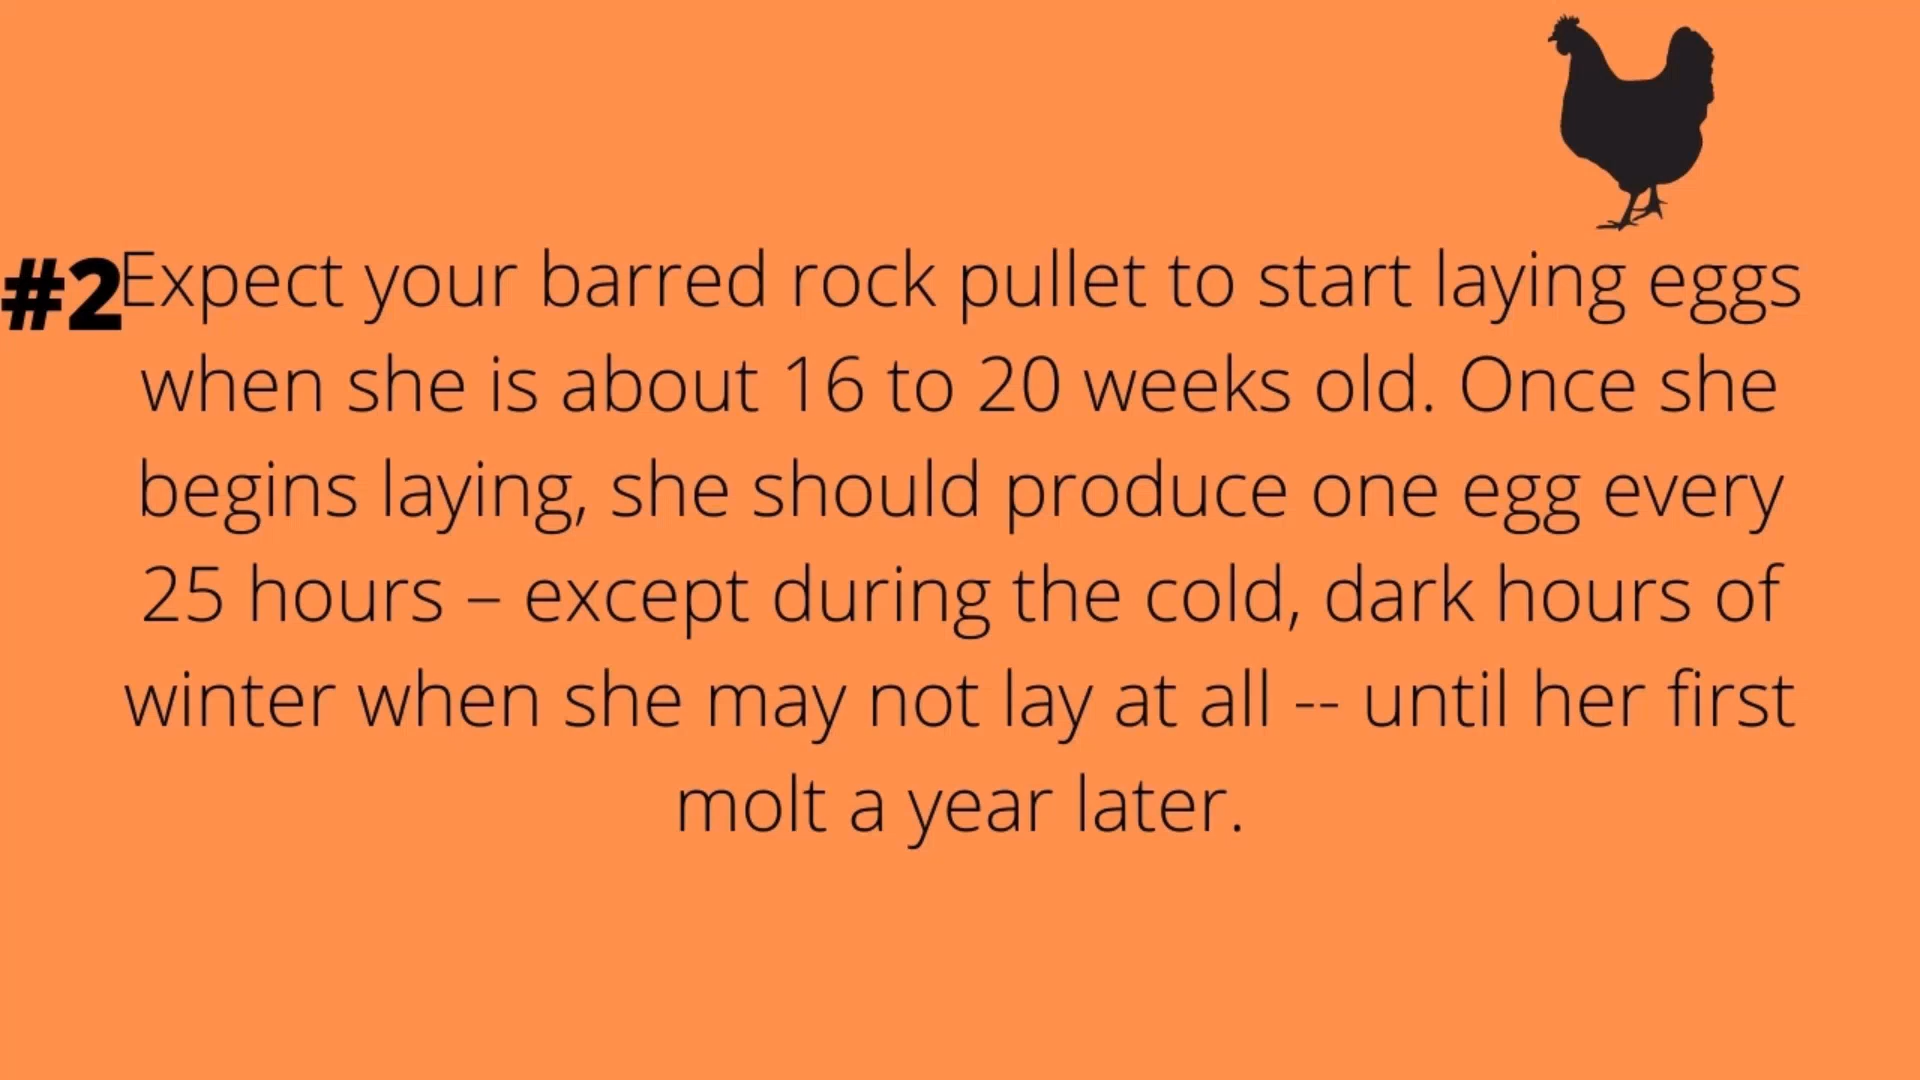 #2 Expect your barred rock pullet to start laying eggs
when she is about 16 to 20 weeks old. Once she
begins laying, she should produce one egg every
25 hours – except during the cold, dark hours of
winter when she may not lay at all -- until her first
molt a year later.